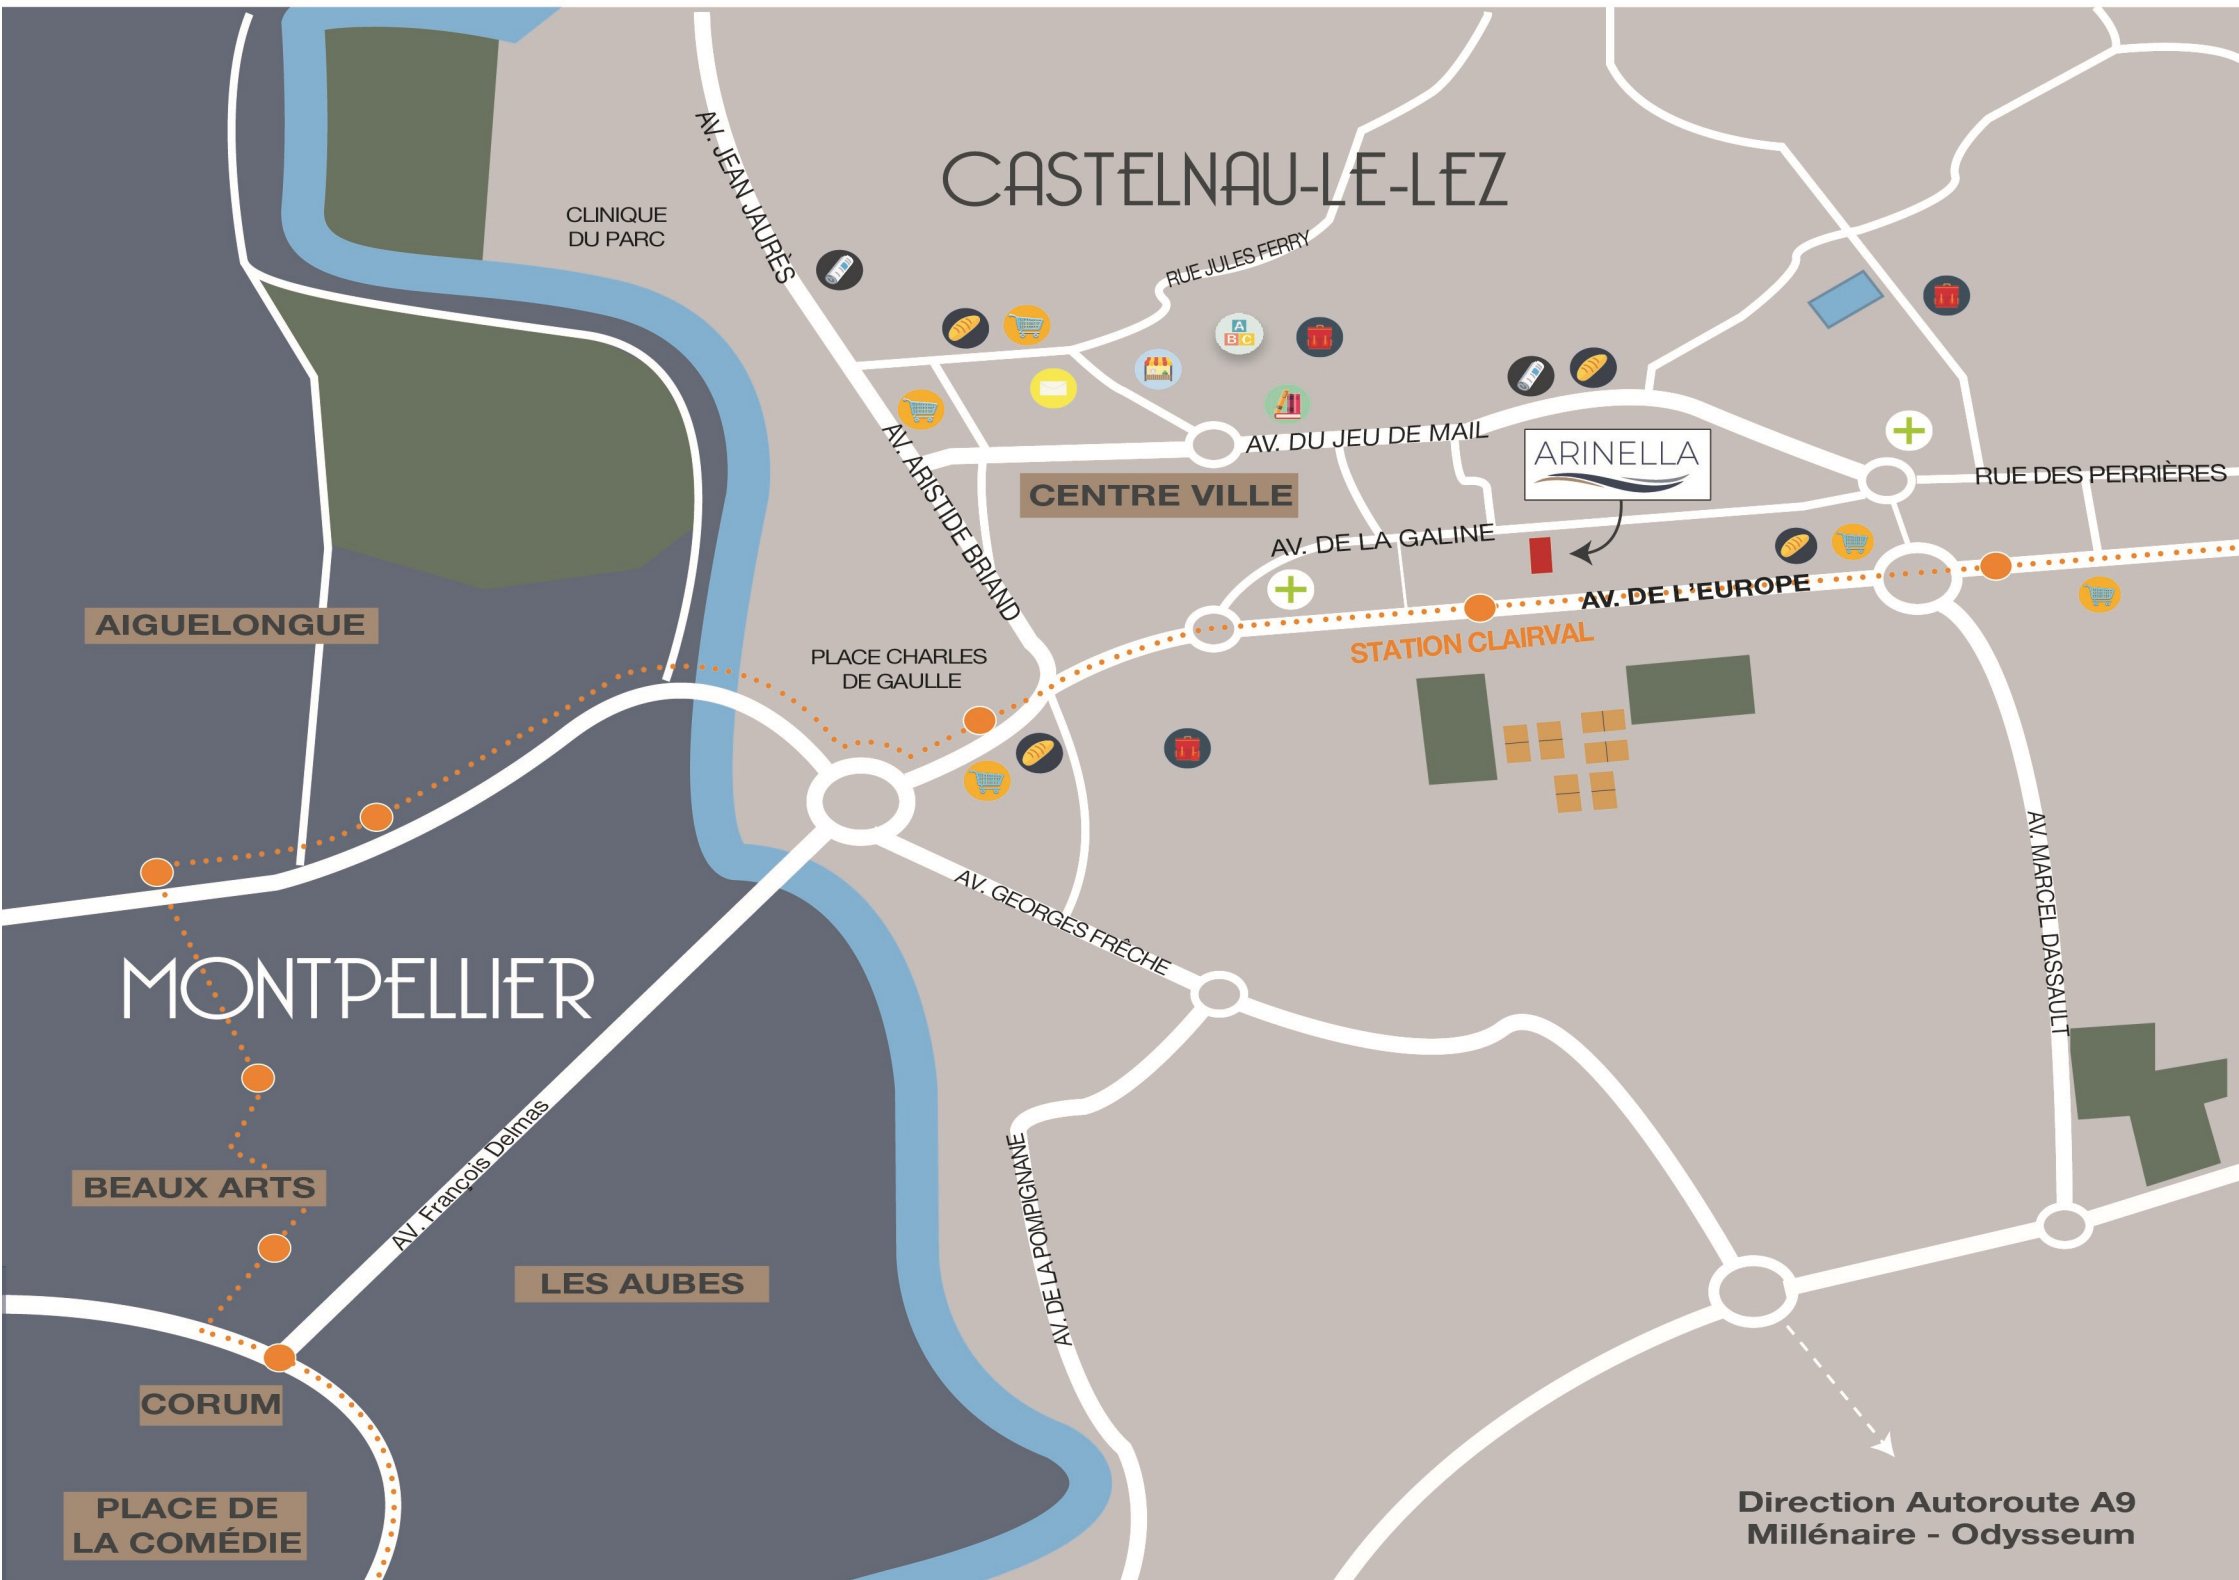 CASTELNAU-LE-LEZ
AV. JEAN JAURÈS
CLINIQUE
DU PARC
RUE JULES FERRY
A
B C
AV. DU JEU DE MAIL
ARINELLA
RUE DES PERRIÈRES
CENTRE VILLE
AV. ARISTIDE BRIAND
AV. DE LA GALINE
AV. DE L'EUROPE
STATION CLAIRVAL
AIGUELONGUE
PLACE CHARLES
DE GAULLE
AV. MARCEL DASSAULT
AV. GEORGES FRÊCHE
MONTPELLIER
AV. François Delmas
AV. DE LA POMPIGNANE
BEAUX ARTS
LES AUBES
CORUM
PLACE DE
LA COMÉDIE
Direction Autoroute A9
Millénaire - Odysseum